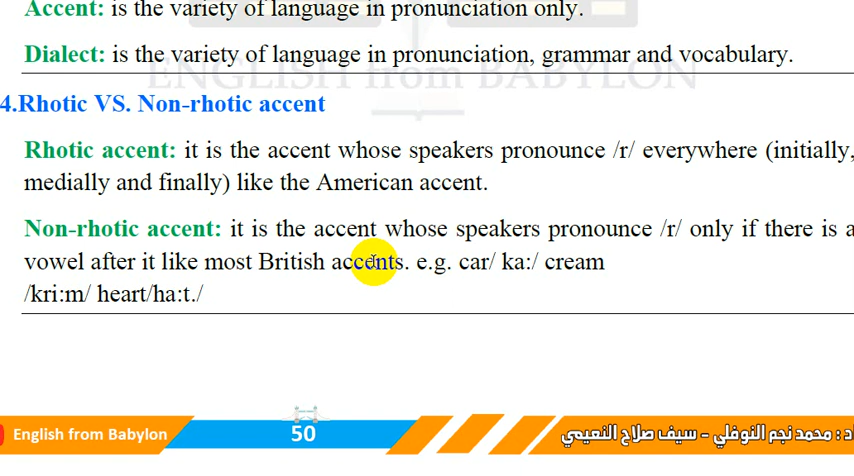 Accent: is the variety of language in pronunciation only.
Dialect: is the variety of language in pronunciation, grammar and vocabulary.
ENGLISH from BABYLON
4.Rhotic VS. Non-rhotic accent
Rhotic accent: it is the accent whose speakers pronounce /r/ everywhere (initially,
medially and finally) like the American accent.
Non-rhotic accent: it is the accent whose speakers pronounce /r/ only if there is a
vowel after it like most British accents. e.g. car/ ka:/ cream
/kri:m/ heart/ha:t./
English from Babylon
50
اد : محمد نجم النوفلي - سيف صلاح النعيمي